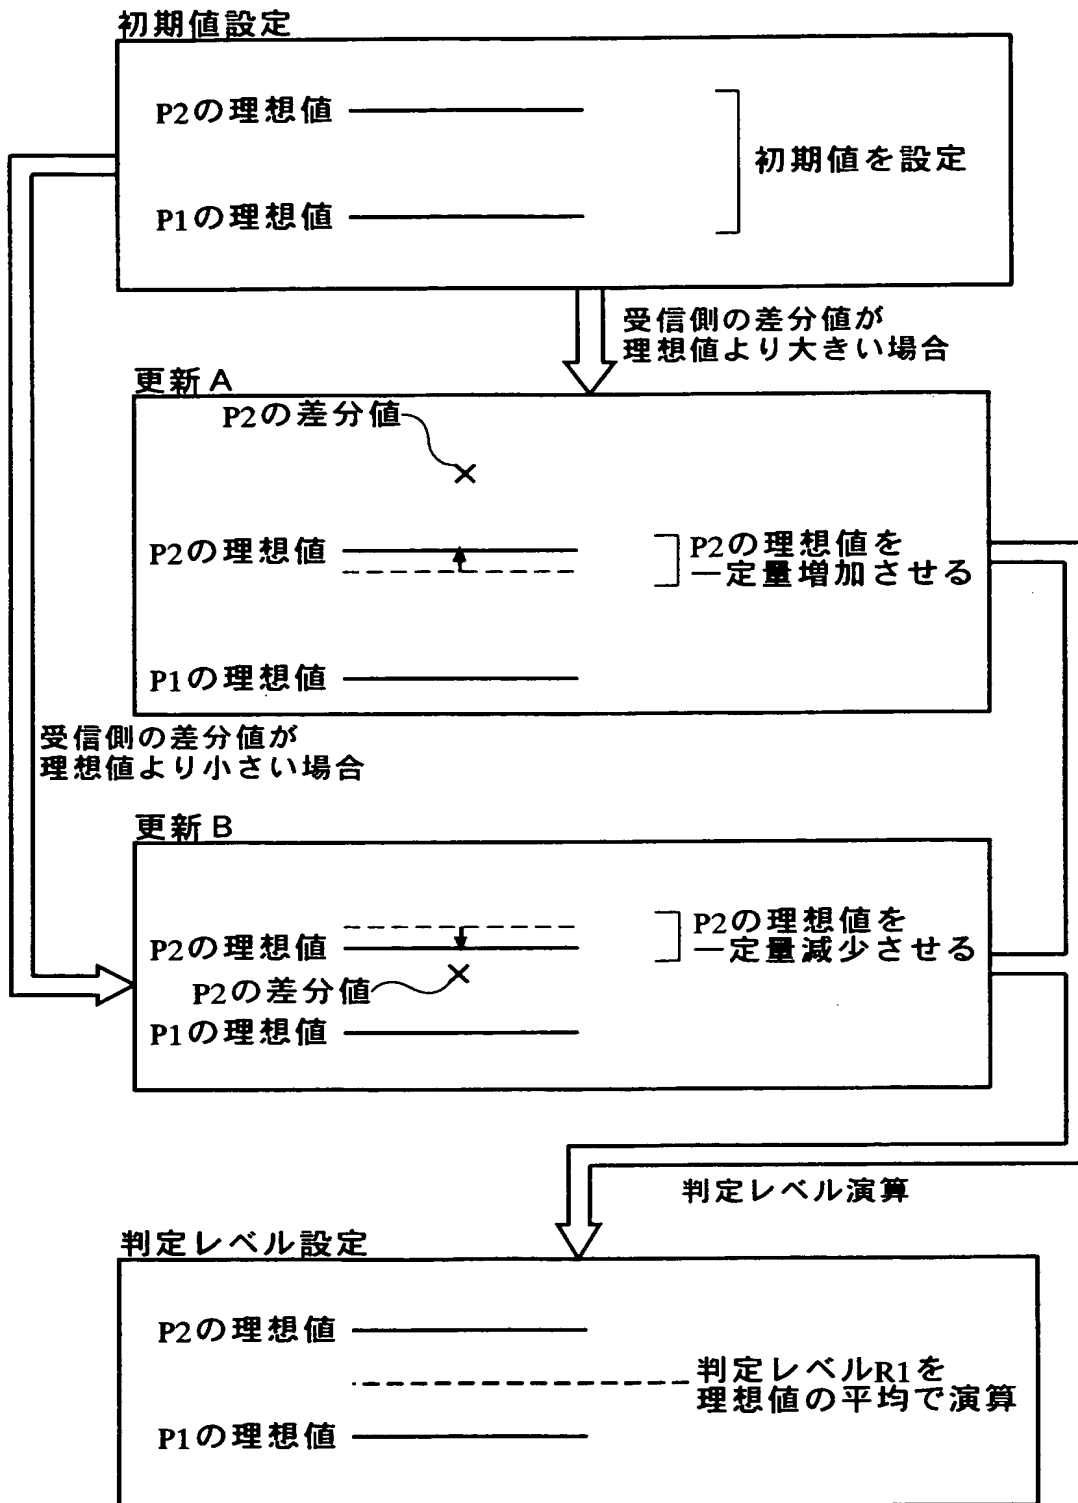 初期値設定
P2の理想値
初期値を設定
P1の理想値
受信側の差分値が
理想値より大きい場合
更新A
P2の差分値
P2の理想値
P2の理想値を
一定量増加させる
P1の理想値
受信側の差分値が
理想値より小さい場合
更新B
P2の理想値
P2の理想値を
一定量減少させる
P2の差分値
P1の理想値
判定レベル演算
判定レベル設定
P2の理想値
判定レベルR1を
理想値の平均で演算
P1の理想値